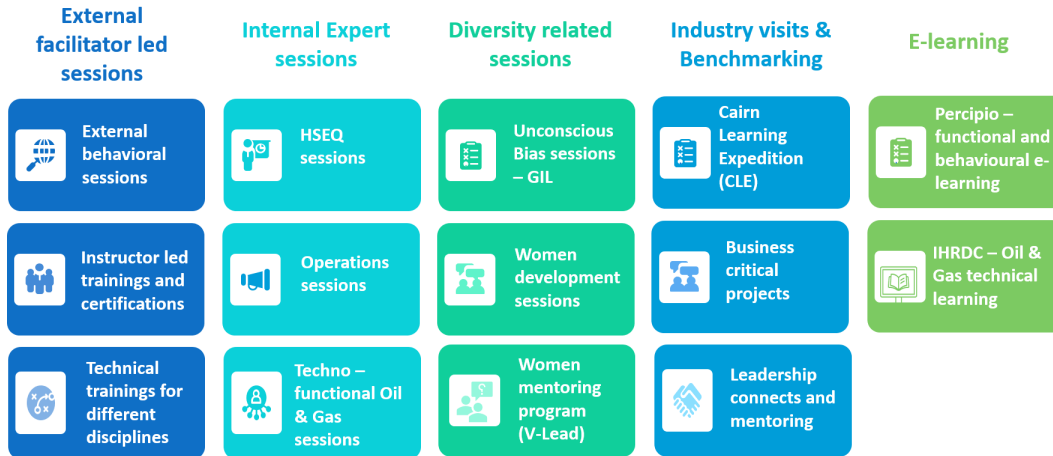 External
facilitator led
sessions
Internal Expert
sessions
Diversity related
sessions
Industry visits &
Benchmarking
E-learning
External
behavioral
sessions
HSEQ
sessions
Unconscious
Bias sessions
– GIL
Cairn
Learning
Expedition
(CLE)
Percipio –
functional and
behavioural e-
learning
Instructor led
trainings and
certifications
Operations
sessions
Women
development
sessions
Business
critical
projects
IHRDC – Oil &
Gas technical
learning
Technical
trainings for
different
disciplines
Techno –
functional Oil
& Gas
sessions
Women
mentoring
program
(V-Lead)
Leadership
connects and
mentoring